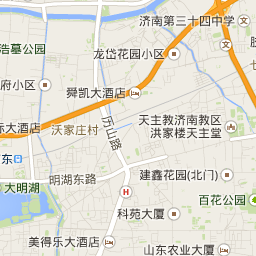 济南第三十四中学
浩墓公园
龙岱花园小区
府小区
舜凯大酒店
天主教济南教区
洪家楼天主堂
际大酒店
沃家庄村
历山路
东
大明湖
明湖东路
建鑫花园(北门)
H
百花公园
科苑大厦
美得乐大酒店
山东农业大厦